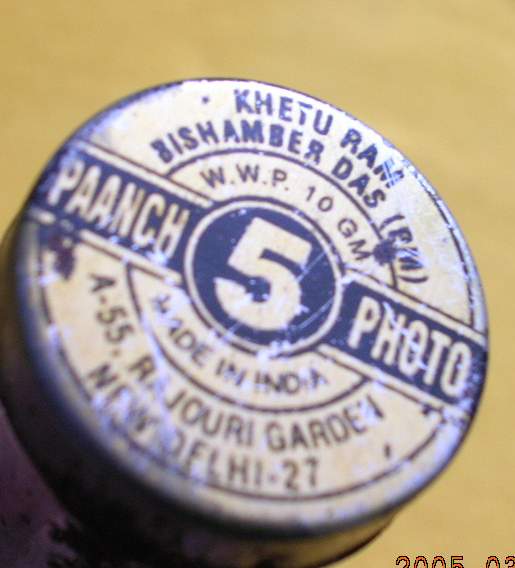 KHETU RAM
BISHAMBER DAS (P/M)
W.W.P. 10 GM
PAANCH 5 PHOTO
MADE IN INDIA
A-55, RAJOURI GARDEN
NEW DELHI-27
2005 03